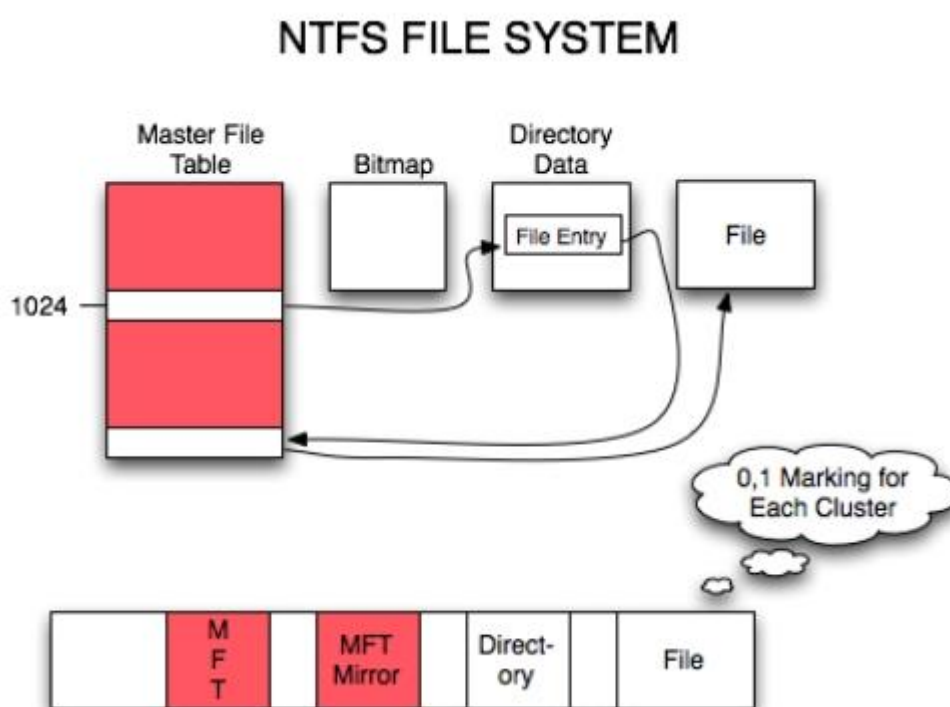 NTFS FILE SYSTEM
Master File
Table
Bitmap
Directory
Data
File Entry
File
1024
0,1 Marking for
Each Cluster
M
F
T
MFT
Mirror
Direct-
ory
File